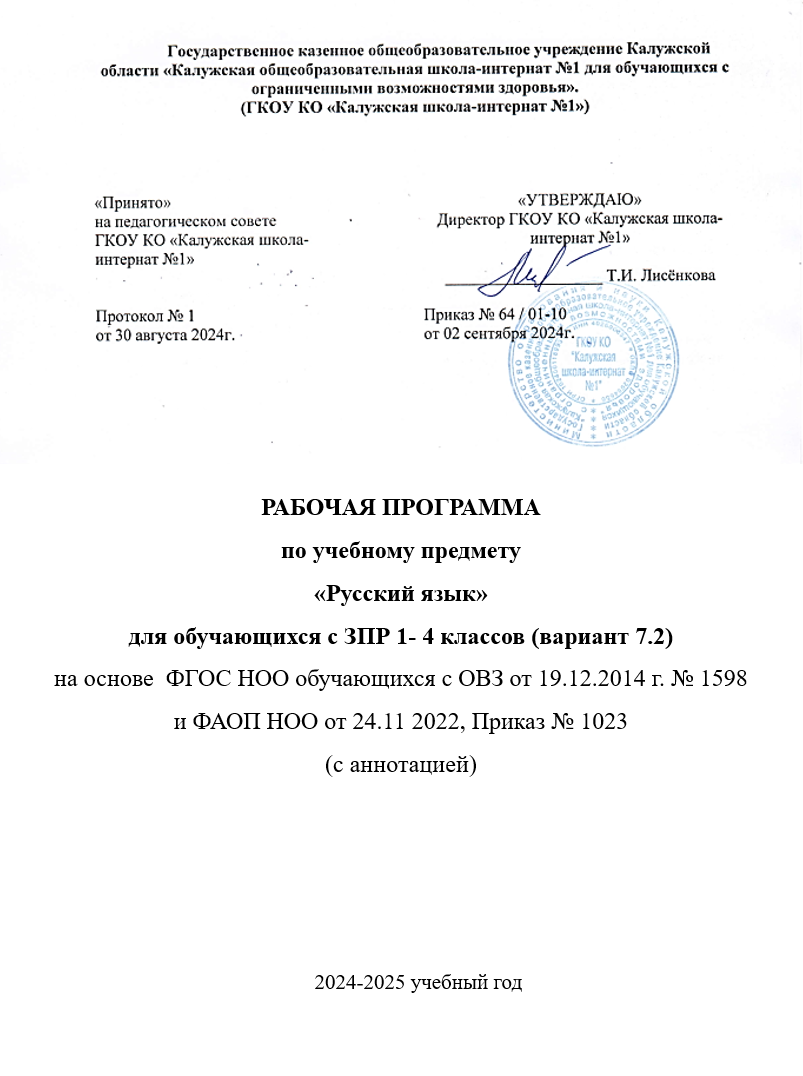 Государственное казенное общеобразовательное учреждение Калужской
области «Калужская общеобразовательная школа-интернат №1 для обучающихся с
ограниченными возможностями здоровья».
(ГКОУ КО «Калужская школа-интернат №1»)
«Принято»
на педагогическом совете
ГКОУ КО «Калужская школа-
интернат №1»
Протокол № 1
от 30 августа 2024г.
«УТВЕРЖДАЮ»
Директор ГКОУ КО «Калужская школа-
интернат №1»
Т.И. Лисёнкова
Приказ № 64 / 01-10
от 02 сентября 2024г.
ГКОУ КО
"Калужская
школа-интернат
№1"
РАБОЧАЯ ПРОГРАММА
по учебному предмету
«Русский язык»
для обучающихся с ЗПР 1- 4 классов (вариант 7.2)
на основе  ФГОС НОО обучающихся с ОВЗ от 19.12.2014 г. № 1598
и ФАОП НОО от 24.11 2022, Приказ № 1023
(с аннотацией)
2024-2025 учебный год